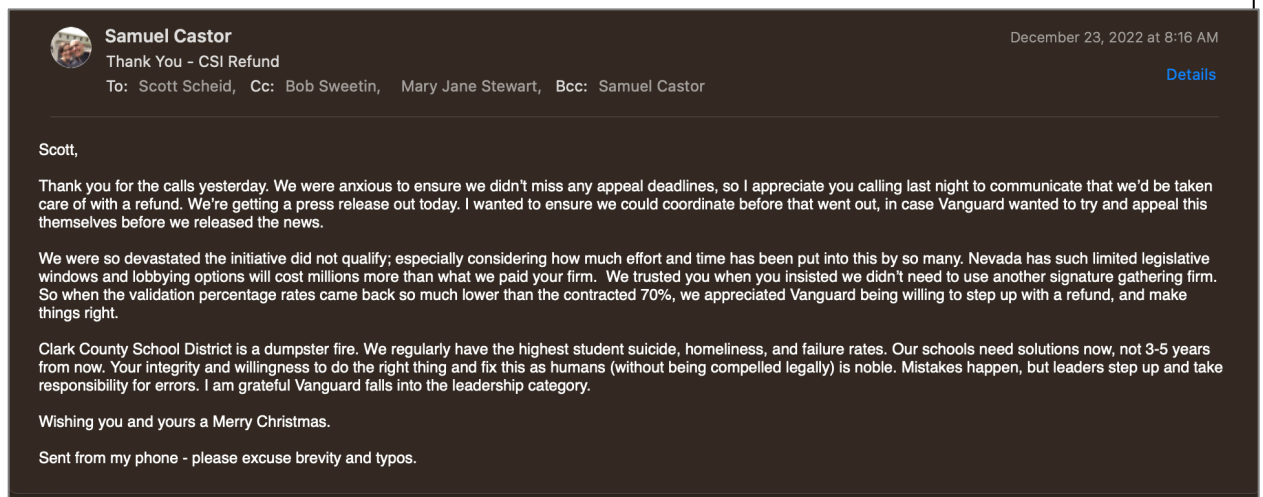 Samuel Castor
December 23, 2022 at 8:16 AM
Thank You - CSI Refund
Details
To: Scott Scheid, Cc: Bob Sweetin, Mary Jane Stewart, Bcc: Samuel Castor
Scott,
Thank you for the calls yesterday. We were anxious to ensure we didn't miss any appeal deadlines, so I appreciate you calling last night to communicate that we'd be taken
care of with a refund. We're getting a press release out today. I wanted to ensure we could coordinate before that went out, in case Vanguard wanted to try and appeal this
themselves before we released the news.
We were so devastated the initiative did not qualify; especially considering how much effort and time has been put into this by so many. Nevada has such limited legislative
windows and lobbying options will cost millions more than what we paid your firm.  We trusted you when you insisted we didn't need to use another signature gathering firm.
So when the validation percentage rates came back so much lower than the contracted 70%, we appreciated Vanguard being willing to step up with a refund, and make
things right.
Clark County School District is a dumpster fire. We regularly have the highest student suicide, homeliness, and failure rates. Our schools need solutions now, not 3-5 years
from now. Your integrity and willingness to do the right thing and fix this as humans (without being compelled legally) is noble. Mistakes happen, but leaders step up and take
responsibility for errors. I am grateful Vanguard falls into the leadership category.
Wishing you and yours a Merry Christmas.
Sent from my phone - please excuse brevity and typos.